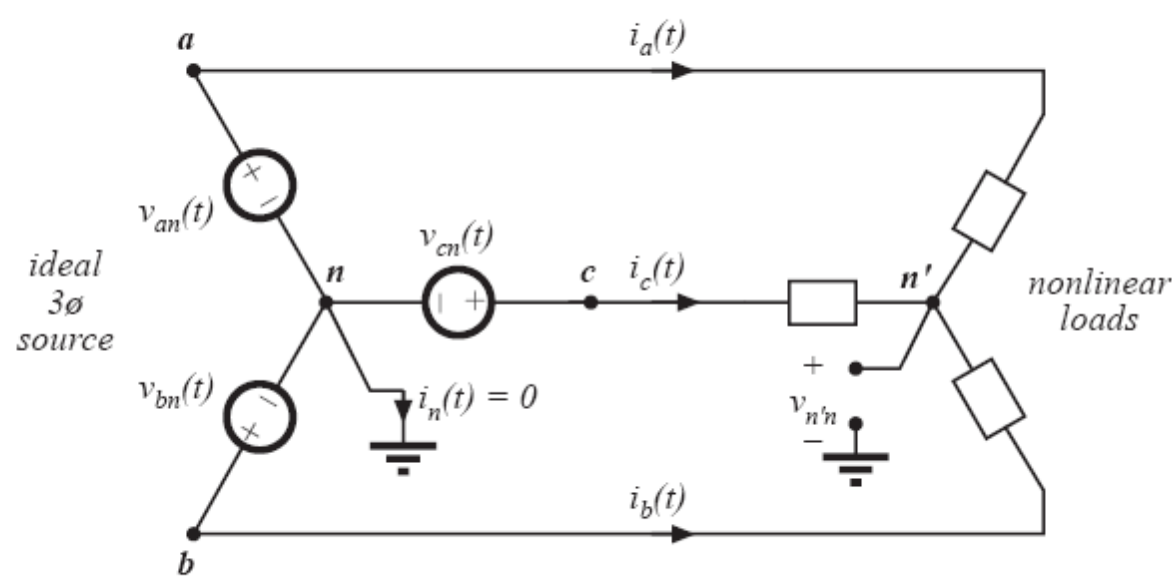 a
i_a(t)
+
−
v_an(t)
v_cn(t)
ideal
3ø
source
n
−
+
c
i_c(t)
n'
nonlinear
loads
v_bn(t)
−
+
i_n(t) = 0
+
v_n'n
−
i_b(t)
b